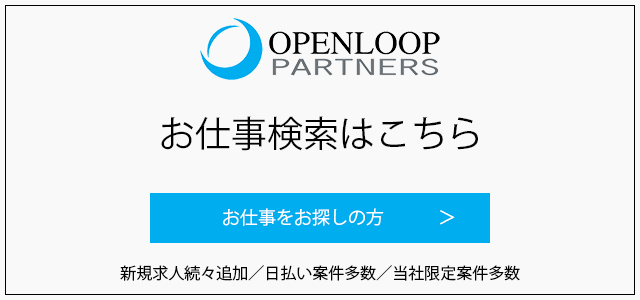 OPENLOOP
PARTNERS
お仕事検索はこちら
お仕事をお探しの方 ＞
新規求人続々追加／日払い案件多数／当社限定案件多数